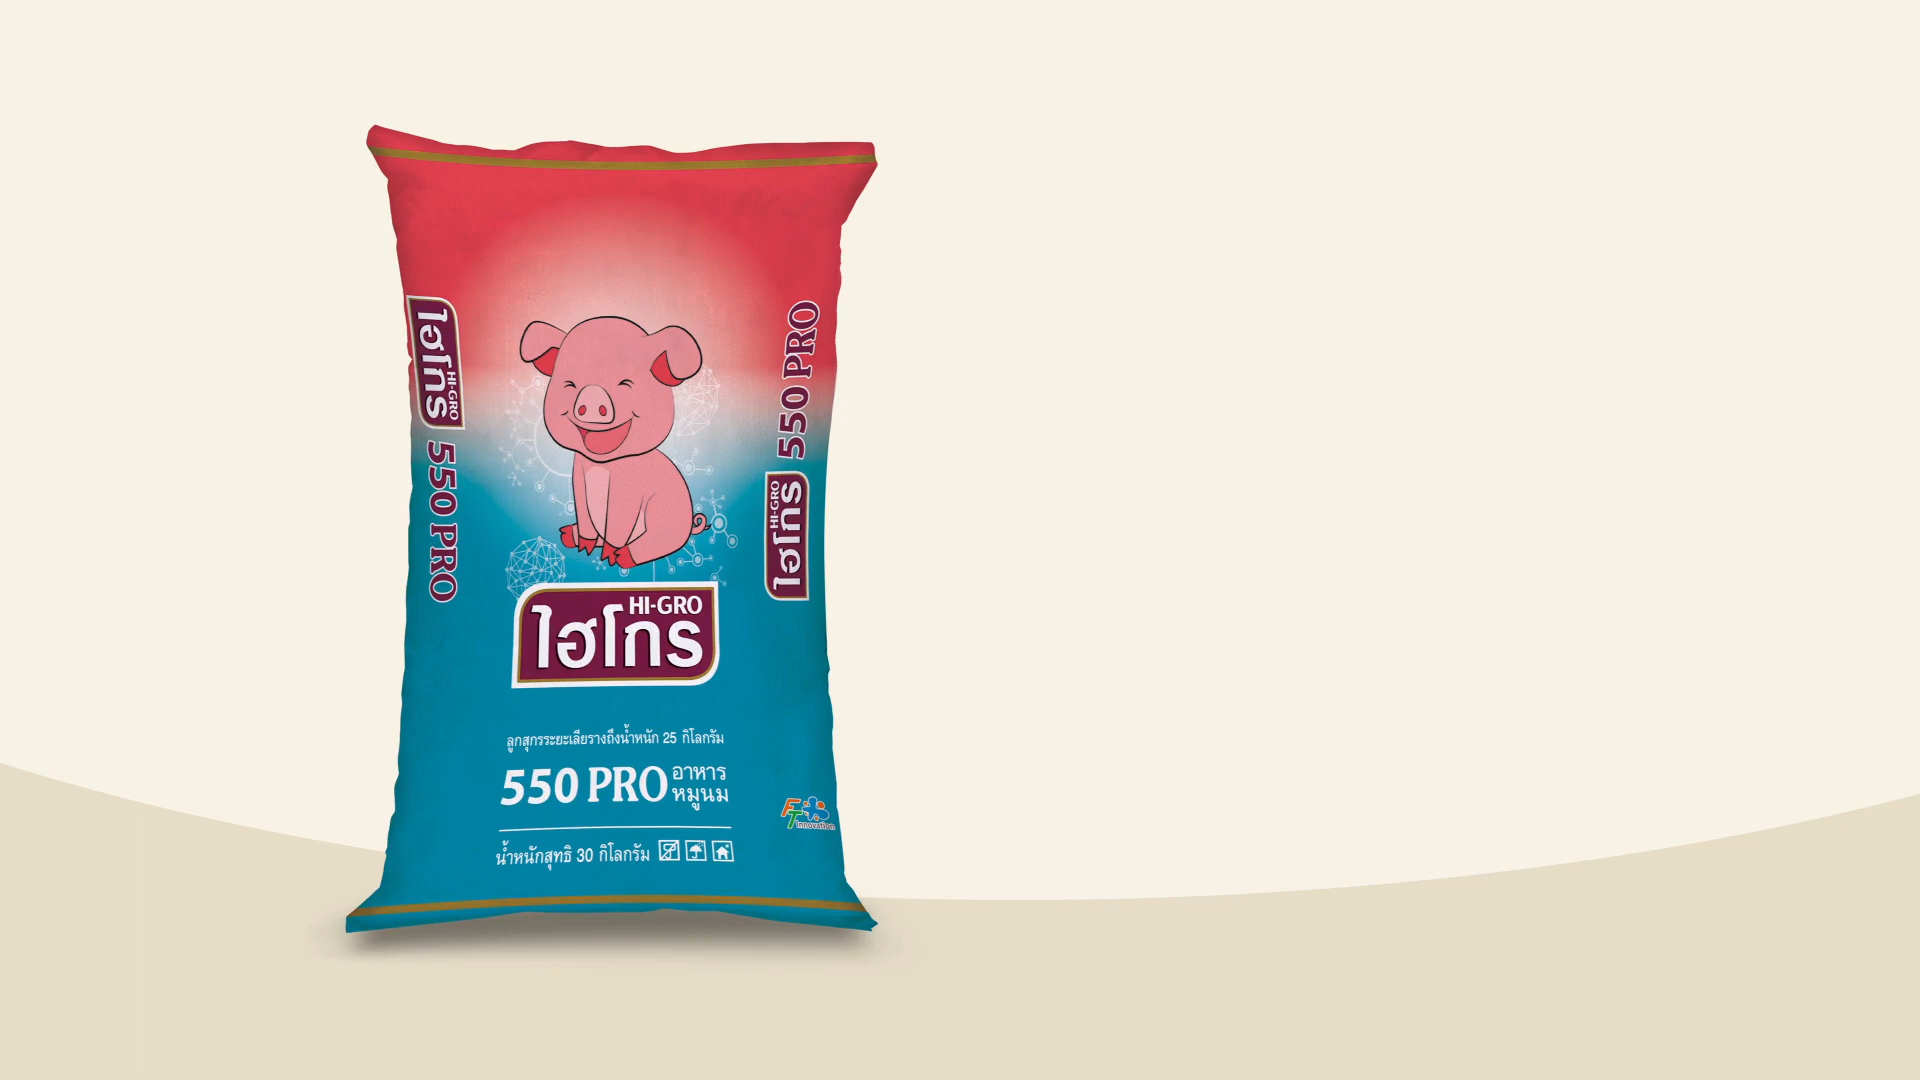 ไฮโกร
HI-GRO
550 PRO
550 PRO
HI-GRO
ไฮโกร
HI-GRO
ไฮโกร
ลูกสุกรระยะเลียรางถึงน้ำหนัก 25 กิโลกรัม
550 PRO อาหาร
หมูนม
น้ำหนักสุทธิ 30 กิโลกรัม
FT
innovation